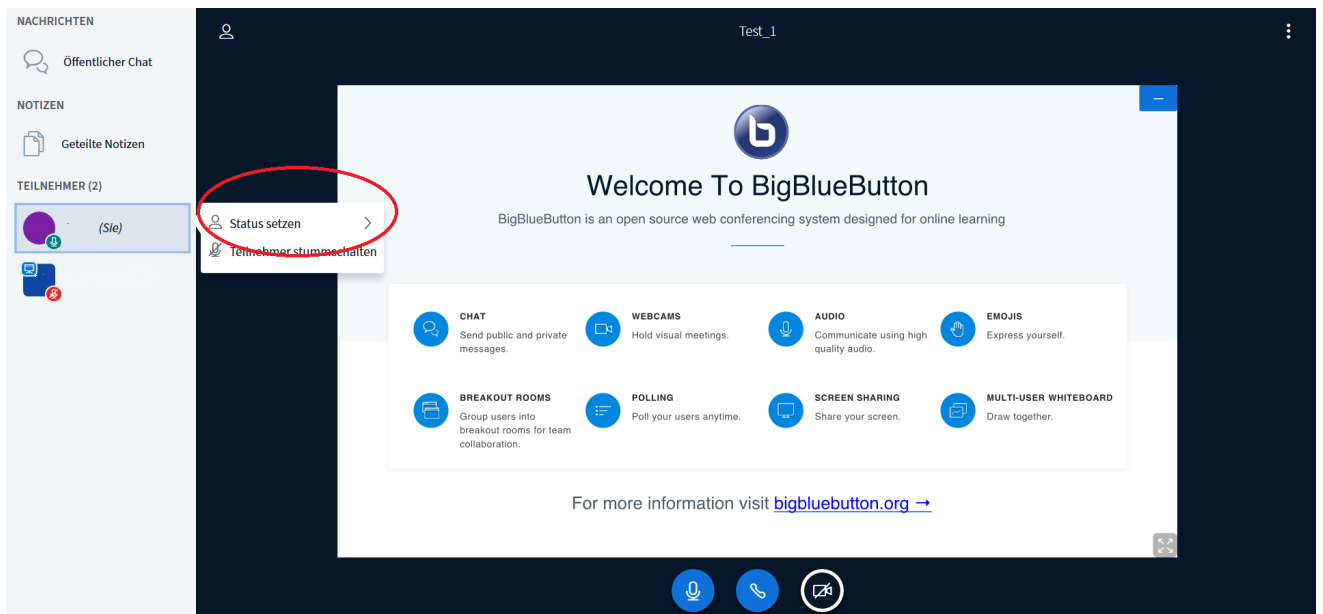 NACHRICHTEN
Öffentlicher Chat
NOTIZEN
Geteilte Notizen
TEILNEHMER (2)
(Sie)
Status setzen
Teilnehmer stummschalten
Test_1
Welcome To BigBlueButton
BigBlueButton is an open source web conferencing system designed for online learning
CHAT
Send public and private
messages.
WEBCAMS
Hold visual meetings.
AUDIO
Communicate using high
quality audio.
EMOJIS
Express yourself.
BREAKOUT ROOMS
Group users into
breakout rooms for team
collaboration.
POLLING
Poll your users anytime.
SCREEN SHARING
Share your screen.
MULTI-USER WHITEBOARD
Draw together.
For more information visit bigbluebutton.org →